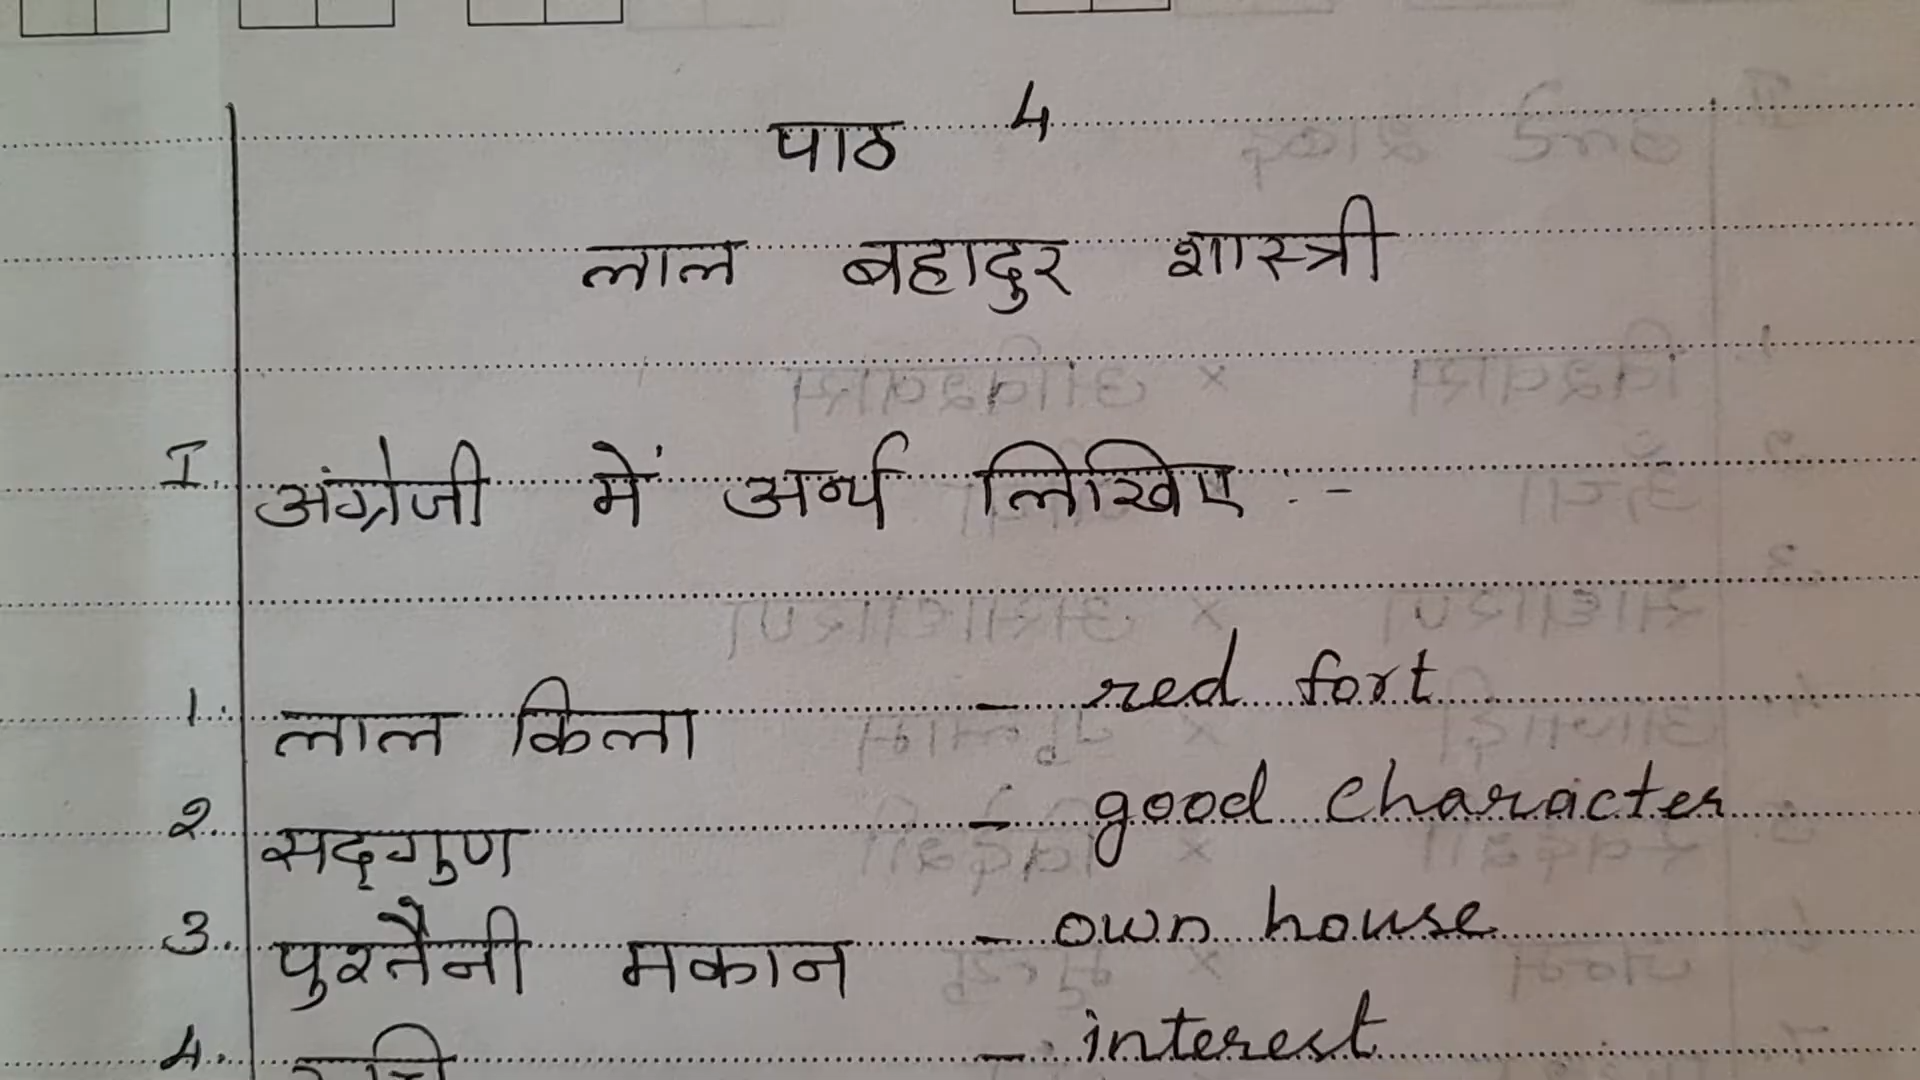 पाठ 4
लाल बहादुर शास्त्री
I. अंग्रेजी में अर्थ लिखिए :-
1. लाल किला - red fort
2. सद्गुण - good character
3. पुश्तैनी मकान - own house
4. - interest